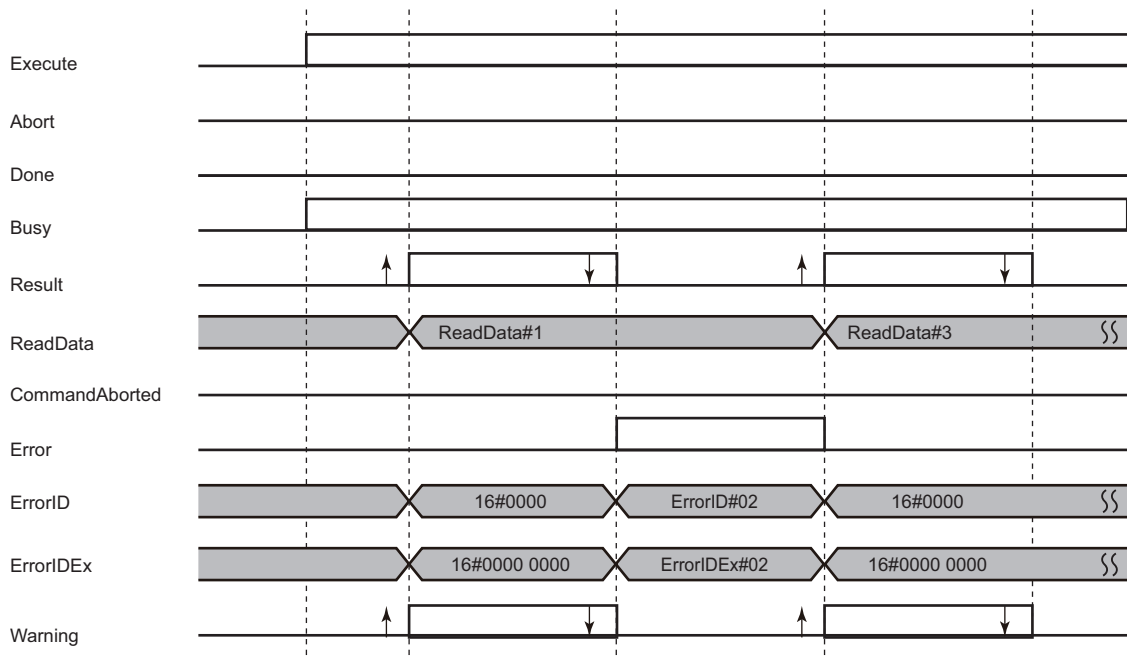 Execute
Abort
Done
Busy
Result
ReadData ReadData#1 ReadData#3
CommandAborted
Error
ErrorID 16#0000 ErrorID#02 16#0000
ErrorIDEx 16#0000 0000 ErrorIDEx#02 16#0000 0000
Warning